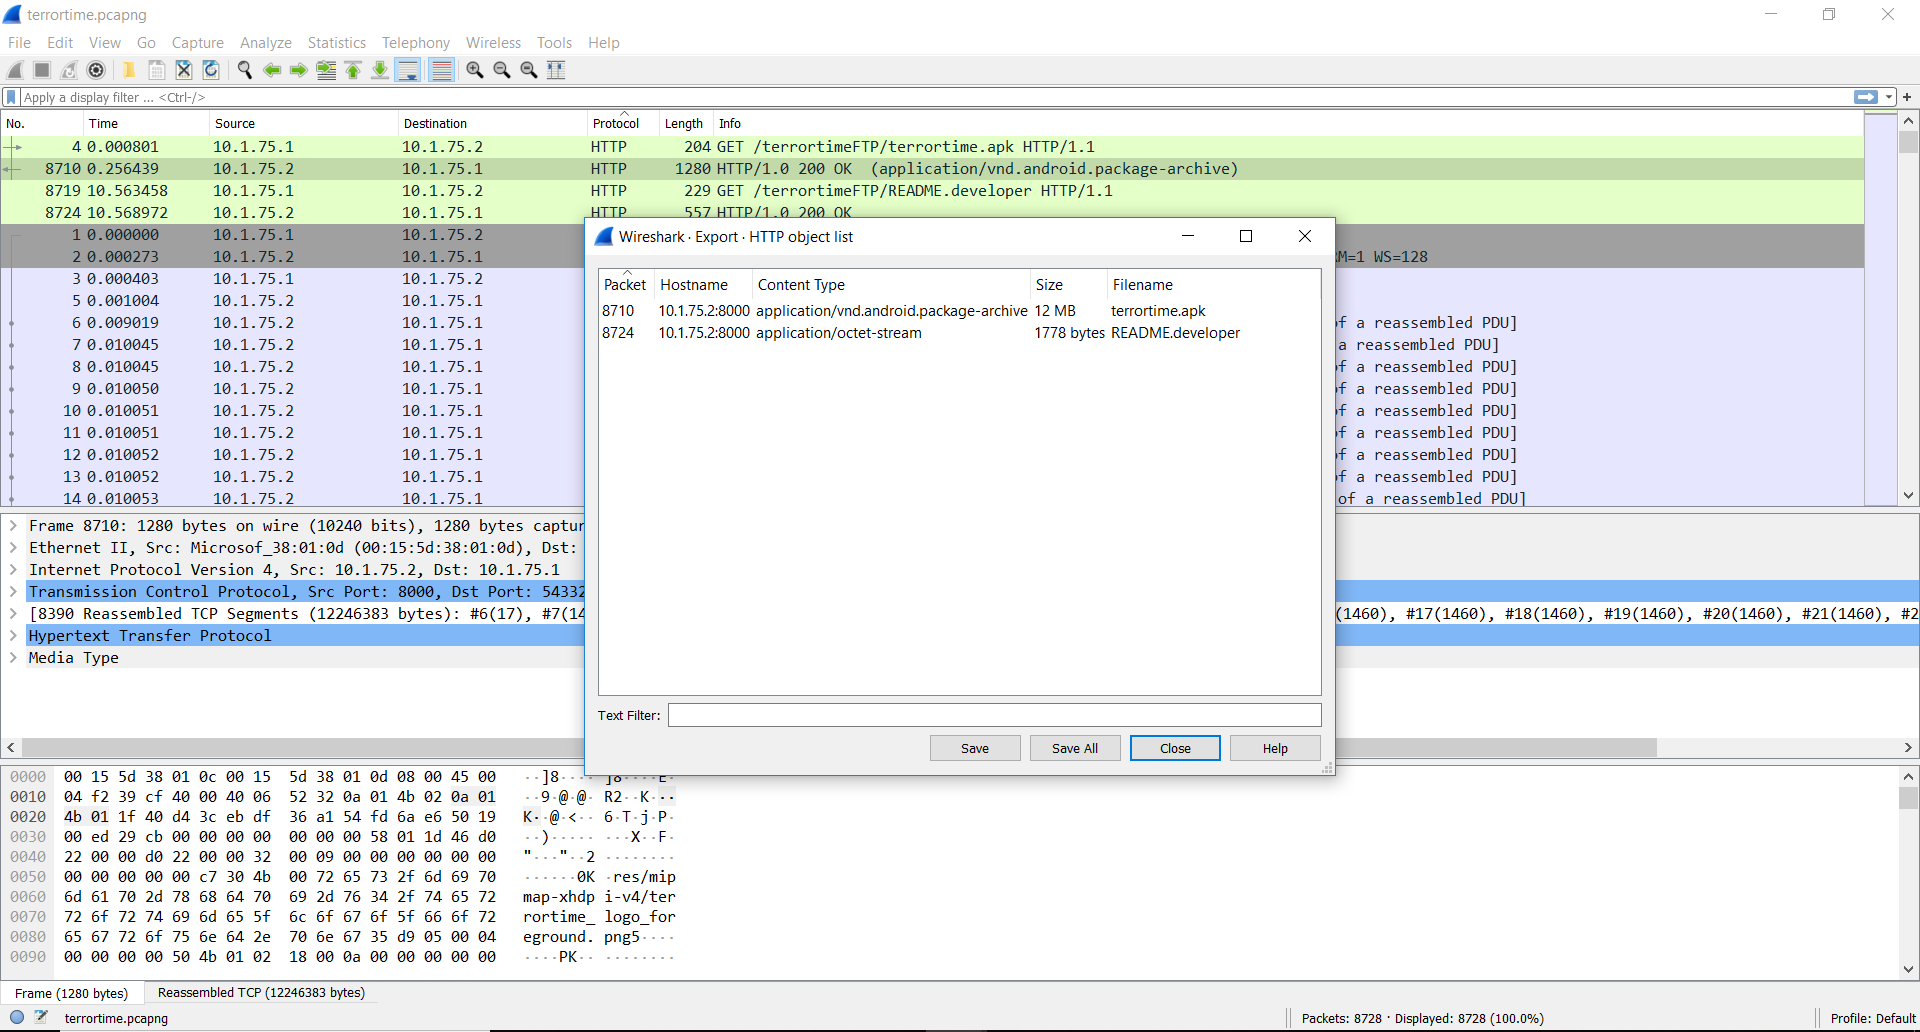 terrortime.pcapng
File Edit View Go Capture Analyze Statistics Telephony Wireless Tools Help
Apply a display filter ... <Ctrl-/>
+
No. Time Source Destination Protocol Length Info
4 0.000801 10.1.75.1 10.1.75.2 HTTP 204 GET /terrortimeFTP/terrortime.apk HTTP/1.1
8710 0.256439 10.1.75.2 10.1.75.1 HTTP 1280 HTTP/1.0 200 OK (application/vnd.android.package-archive)
8719 10.563458 10.1.75.1 10.1.75.2 HTTP 229 GET /terrortimeFTP/README.developer HTTP/1.1
8724 10.568972 10.1.75.2 10.1.75.1 HTTP 557 HTTP/1.0 200 OK
1 0.000000 10.1.75.1 10.1.75.2
2 0.000273 10.1.75.2 10.1.75.1 M=1 WS=128
3 0.000403 10.1.75.1 10.1.75.2
5 0.001004 10.1.75.2 10.1.75.1
6 0.009019 10.1.75.2 10.1.75.1 of a reassembled PDU]
7 0.010045 10.1.75.2 10.1.75.1 a reassembled PDU]
8 0.010045 10.1.75.2 10.1.75.1 of a reassembled PDU]
9 0.010050 10.1.75.2 10.1.75.1 of a reassembled PDU]
10 0.010051 10.1.75.2 10.1.75.1 of a reassembled PDU]
11 0.010051 10.1.75.2 10.1.75.1 of a reassembled PDU]
12 0.010052 10.1.75.2 10.1.75.1 of a reassembled PDU]
13 0.010052 10.1.75.2 10.1.75.1 of a reassembled PDU]
14 0.010053 10.1.75.2 10.1.75.1 of a reassembled PDU]
Wireshark · Export · HTTP object list
Packet Hostname Content Type Size Filename
8710 10.1.75.2:8000 application/vnd.android.package-archive 12 MB terrortime.apk
8724 10.1.75.2:8000 application/octet-stream 1778 bytes README.developer
Text Filter:
Save Save All Close Help
Frame 8710: 1280 bytes on wire (10240 bits), 1280 bytes captur
Ethernet II, Src: Microsof_38:01:0d (00:15:5d:38:01:0d), Dst:
Internet Protocol Version 4, Src: 10.1.75.2, Dst: 10.1.75.1
Transmission Control Protocol, Src Port: 8000, Dst Port: 54332
[8390 Reassembled TCP Segments (12246383 bytes): #6(17), #7(14 (1460), #17(1460), #18(1460), #19(1460), #20(1460), #21(1460), #2
Hypertext Transfer Protocol
Media Type
0000 00 15 5d 38 01 0c 00 15 5d 38 01 0d 08 00 45 00 ··]8···· ]8····E·
0010 04 f2 39 cf 40 00 40 06 52 32 0a 01 4b 02 0a 01 ··9·@·@· R2··K···
0020 4b 01 1f 40 d4 3c eb df 36 a1 54 fd 6a e6 50 19 K··@·<·· 6·T·j·P·
0030 00 ed 29 cb 00 00 00 00 00 00 00 58 01 1d 46 d0 ··)····· ···X··F·
0040 22 00 00 d0 22 00 00 32 00 09 00 00 00 00 00 00 "···"··2 ········
0050 00 00 00 00 00 c7 30 4b 00 72 65 73 2f 6d 69 70 ······0K ·res/mip
0060 6d 61 70 2d 78 68 64 70 69 2d 76 34 2f 74 65 72 map-xhdp i-v4/ter
0070 72 6f 72 74 69 6d 65 5f 6c 6f 67 6f 5f 66 6f 72 rortime_ logo_for
0080 65 67 72 6f 75 6e 64 2e 70 6e 67 35 d9 05 00 04 eground. png5····
0090 00 00 00 00 50 4b 01 02 18 00 0a 00 00 00 00 00 ····PK·· ········
Frame (1280 bytes) Reassembled TCP (12246383 bytes)
terrortime.pcapng Packets: 8728 · Displayed: 8728 (100.0%) Profile: Default